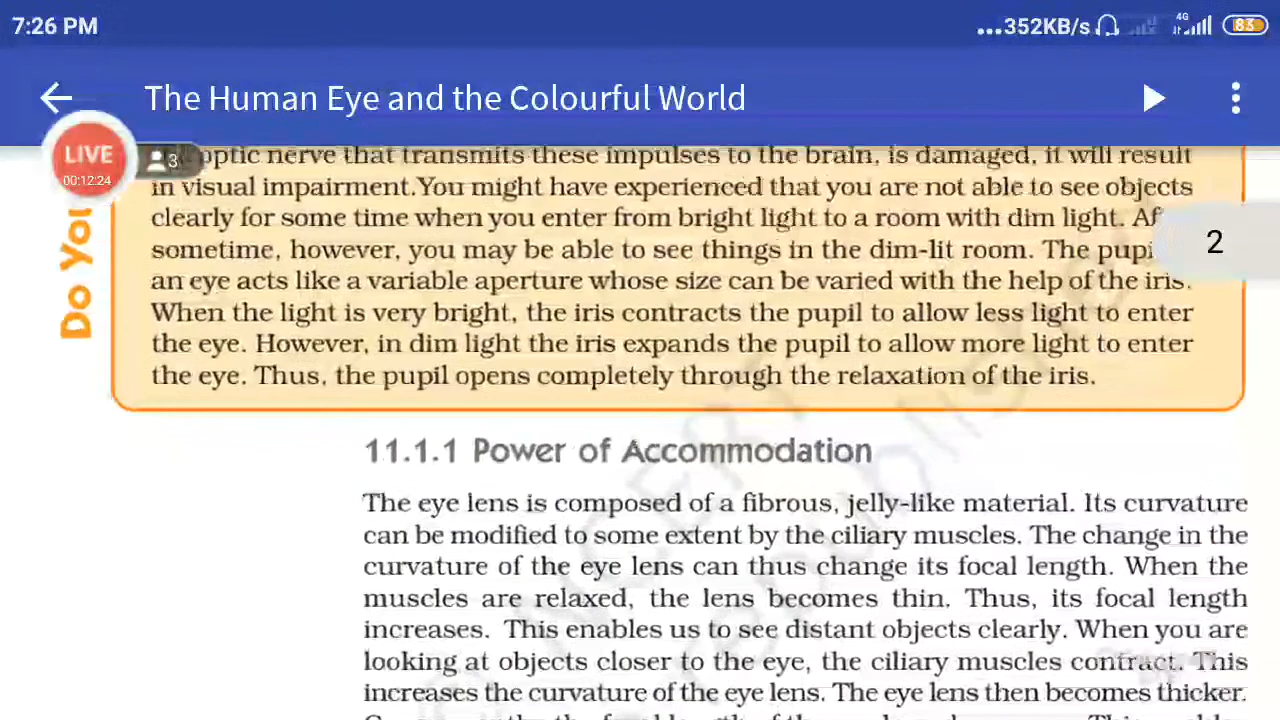 7:26 PM
...352KB/s 4G 83
The Human Eye and the Colourful World
LIVE
00:12:24
3
optic nerve that transmits these impulses to the brain, is damaged, it will result
in visual impairment.You might have experienced that you are not able to see objects
clearly for some time when you enter from bright light to a room with dim light.
sometime, however, you may be able to see things in the dim-lit room. The
2
an eye acts like a variable aperture whose size can be varied with the help of the iris.
When the light is very bright, the iris contracts the pupil to allow less light to enter
the eye. However, in dim light the iris expands the pupil to allow more light to enter
the eye. Thus, the pupil opens completely through the relaxation of the iris.
Do You
11.1.1 Power of Accommodation
The eye lens is composed of a fibrous, jelly-like material. Its curvature
can be modified to some extent by the ciliary muscles. The change in the
curvature of the eye lens can thus change its focal length. When the
muscles are relaxed, the lens becomes thin. Thus, its focal length
increases. This enables us to see distant objects clearly. When you are
looking at objects closer to the eye, the ciliary muscles contract. This
increases the curvature of the eye lens. The eye lens then becomes thicker.